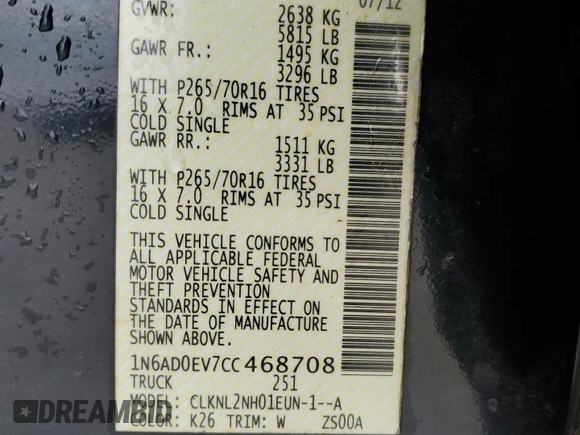 07/12
GVWR: 2638 KG
5815 LB
GAWR FR.: 1495 KG
3296 LB
WITH P265/70R16 TIRES
16 X 7.0 RIMS AT 35 PSI
COLD SINGLE
GAWR RR.: 1511 KG
3331 LB
WITH P265/70R16 TIRES
16 X 7.0 RIMS AT 35 PSI
COLD SINGLE
THIS VEHICLE CONFORMS TO
ALL APPLICABLE FEDERAL
MOTOR VEHICLE SAFETY AND
THEFT PREVENTION
STANDARDS IN EFFECT ON
THE DATE OF MANUFACTURE
SHOWN ABOVE.
1N6AD0EV7CC468708
TRUCK 251
MODEL: CLKNL2NH01EUN-1--A
COLOR: K26 TRIM: W ZS00A
RIDESAFELY